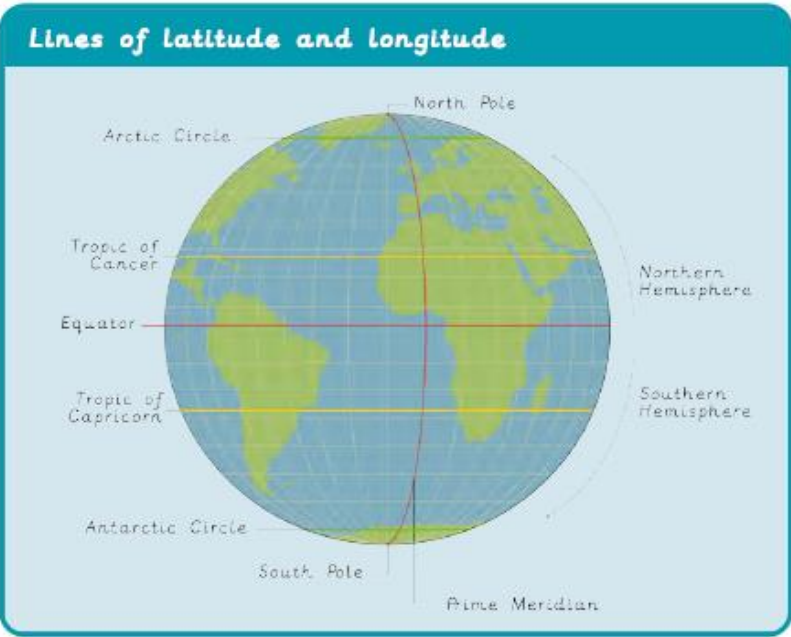 Lines of latitude and longitude
North Pole
Arctic Circle
Tropic of
Cancer
Northern
Hemisphere
Equator
Tropic of
Capricorn
Southern
Hemisphere
Antarctic Circle
South Pole
Prime Meridian